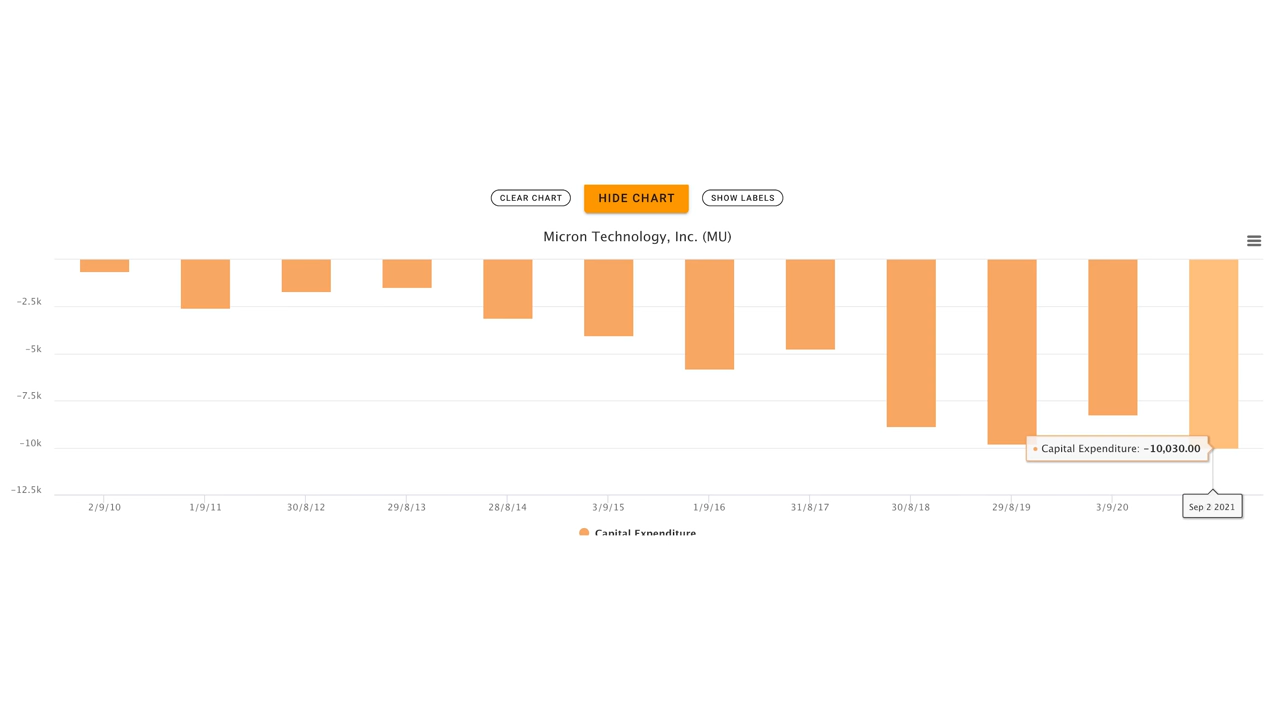 CLEAR CHART
HIDE CHART
SHOW LABELS
Micron Technology, Inc. (MU)
-2.5k
-5k
-7.5k
-10k
-12.5k
Capital Expenditure: -10,030.00
2/9/10
1/9/11
30/8/12
29/8/13
28/8/14
3/9/15
1/9/16
31/8/17
30/8/18
29/8/19
3/9/20
Sep 2 2021
Capital Expenditure